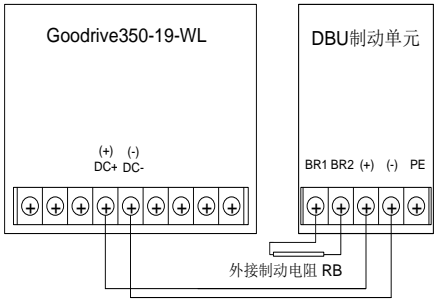 Goodrive350-19-WL
DBU制动单元
(+) (-)
DC+ DC-
BR1 BR2 (+) (-) PE
外接制动电阻 RB